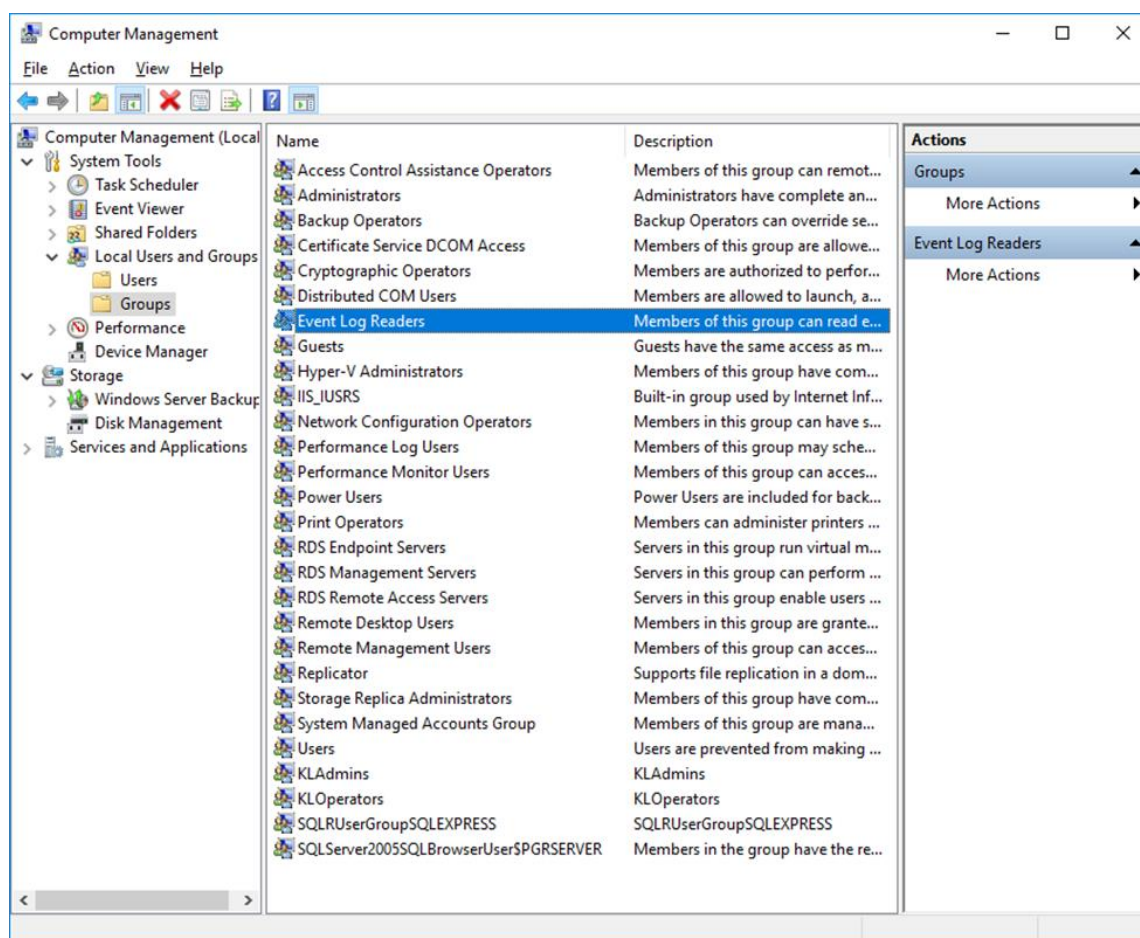 Computer Management
File Action View Help
Computer Management (Local
System Tools
Task Scheduler
Event Viewer
Shared Folders
Local Users and Groups
Users
Groups
Performance
Device Manager
Storage
Windows Server Backup
Disk Management
Services and Applications
Name Description
Access Control Assistance Operators Members of this group can remot...
Administrators Administrators have complete an...
Backup Operators Backup Operators can override se...
Certificate Service DCOM Access Members of this group are allowe...
Cryptographic Operators Members are authorized to perfor...
Distributed COM Users Members are allowed to launch, a...
Event Log Readers Members of this group can read e...
Guests Guests have the same access as m...
Hyper-V Administrators Members of this group have com...
IIS_IUSRS Built-in group used by Internet Inf...
Network Configuration Operators Members in this group can have s...
Performance Log Users Members of this group may sche...
Performance Monitor Users Members of this group can acces...
Power Users Power Users are included for back...
Print Operators Members can administer printers ...
RDS Endpoint Servers Servers in this group run virtual m...
RDS Management Servers Servers in this group can perform ...
RDS Remote Access Servers Servers in this group enable users ...
Remote Desktop Users Members in this group are grante...
Remote Management Users Members of this group can acces...
Replicator Supports file replication in a dom...
Storage Replica Administrators Members of this group have com...
System Managed Accounts Group Members of this group are mana...
Users Users are prevented from making ...
KLAdmins KLAdmins
KLOperators KLOperators
SQLRUserGroupSQLEXPRESS SQLRUserGroupSQLEXPRESS
SQLServer2005SQLBrowserUser$PGRSERVER Members in the group have the re...
Actions
Groups
More Actions
Event Log Readers
More Actions